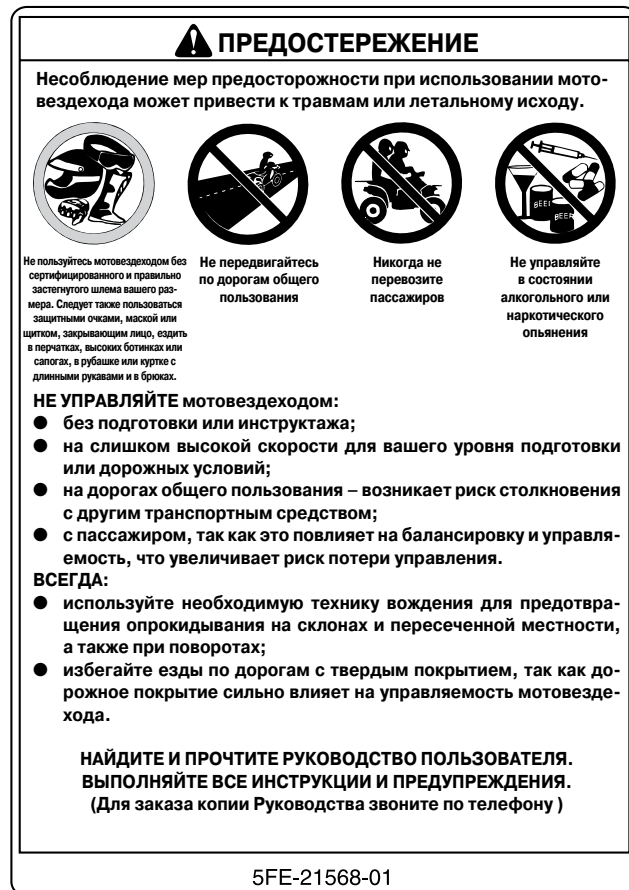 ПРЕДОСТЕРЕЖЕНИЕ
Несоблюдение мер предосторожности при использовании мото-
вездехода может привести к травмам или летальному исходу.
BEER
BEER
Не пользуйтесь мотовездеходом без
сертифицированного и правильно
застегнутого шлема вашего раз-
мера. Следует также пользоваться
защитными очками, маской или
щитком, закрывающим лицо, ездить
в перчатках, высоких ботинках или
сапогах, в рубашке или куртке с
длинными рукавами и в брюках.
Не передвигайтесь
по дорогам общего
пользования
Никогда не
перевозите
пассажиров
Не управляйте
в состоянии
алкогольного или
наркотического
опьянения
НЕ УПРАВЛЯЙТЕ мотовездеходом:
● без подготовки или инструктажа;
● на слишком высокой скорости для вашего уровня подготовки
или дорожных условий;
● на дорогах общего пользования – возникает риск столкновения
с другим транспортным средством;
● с пассажиром, так как это повлияет на балансировку и управля-
емость, что увеличивает риск потери управления.
ВСЕГДА:
● используйте необходимую технику вождения для предотвра-
щения опрокидывания на склонах и пересеченной местности,
а также при поворотах;
● избегайте езды по дорогам с твердым покрытием, так как до-
рожное покрытие сильно влияет на управляемость мотовезде-
хода.
НАЙДИТЕ И ПРОЧТИТЕ РУКОВОДСТВО ПОЛЬЗОВАТЕЛЯ.
ВЫПОЛНЯЙТЕ ВСЕ ИНСТРУКЦИИ И ПРЕДУПРЕЖДЕНИЯ.
(Для заказа копии Руководства звоните по телефону )
5FE-21568-01